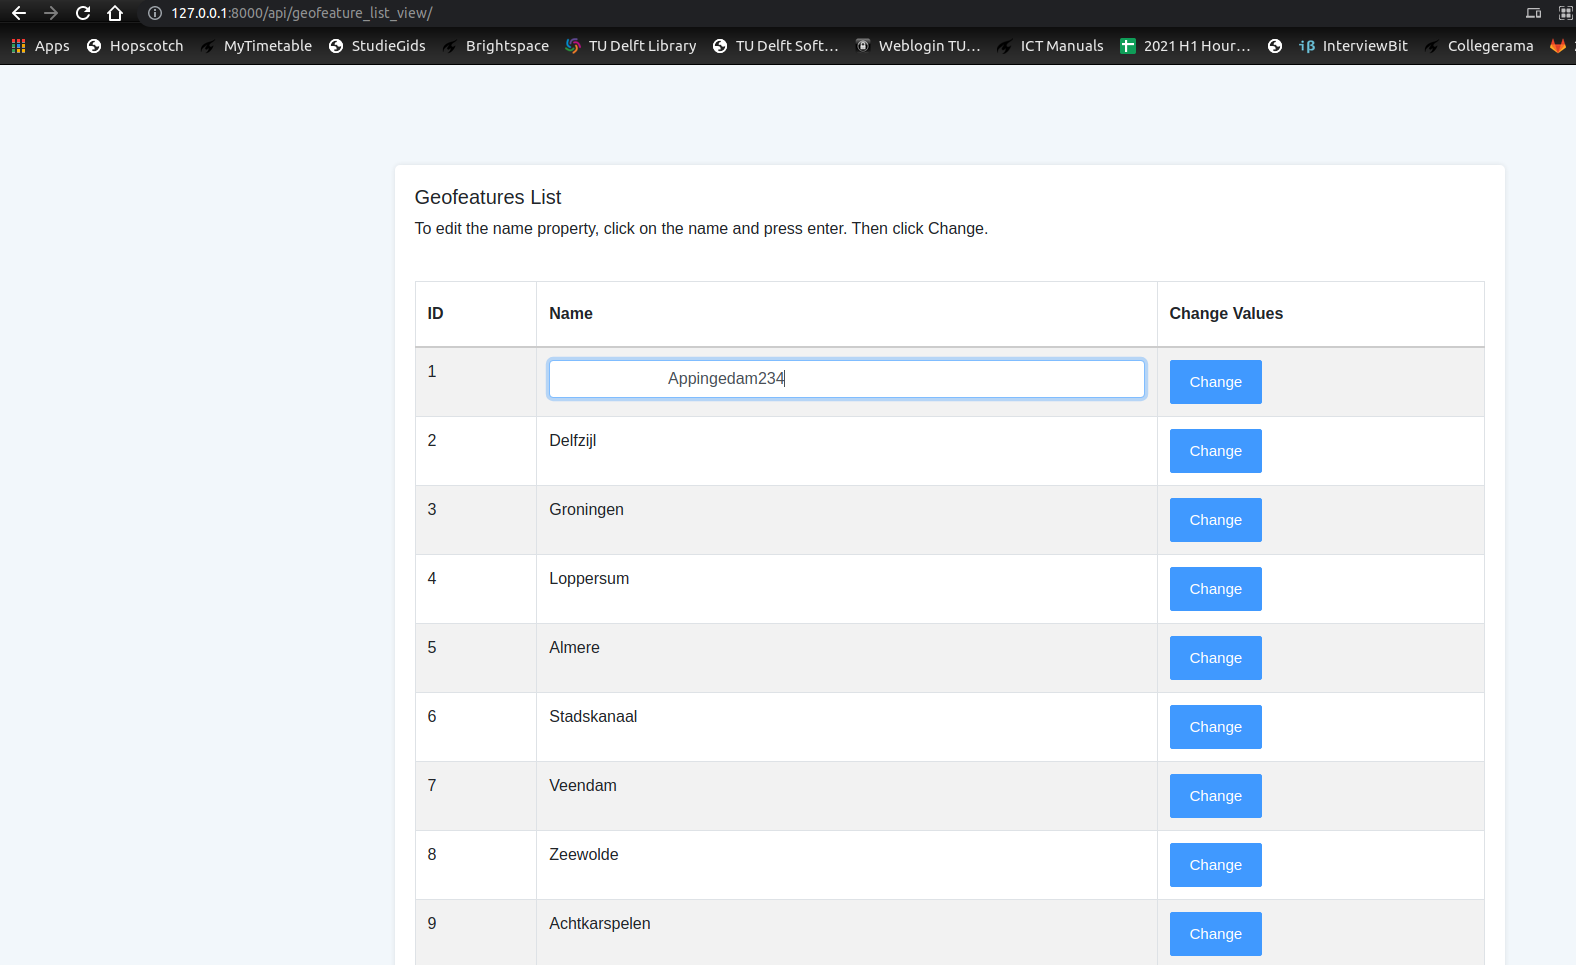 127.0.0.1:8000/api/geofeature_list_view/
Apps Hopscotch MyTimetable StudieGids Brightspace TU Delft Library TU Delft Soft... Weblogin TU... ICT Manuals 2021 H1 Hour... iβ InterviewBit Collegerama
Geofeatures List
To edit the name property, click on the name and press enter. Then click Change.
ID Name Change Values
1 Appingedam234 Change
2 Delfzijl Change
3 Groningen Change
4 Loppersum Change
5 Almere Change
6 Stadskanaal Change
7 Veendam Change
8 Zeewolde Change
9 Achtkarspelen Change